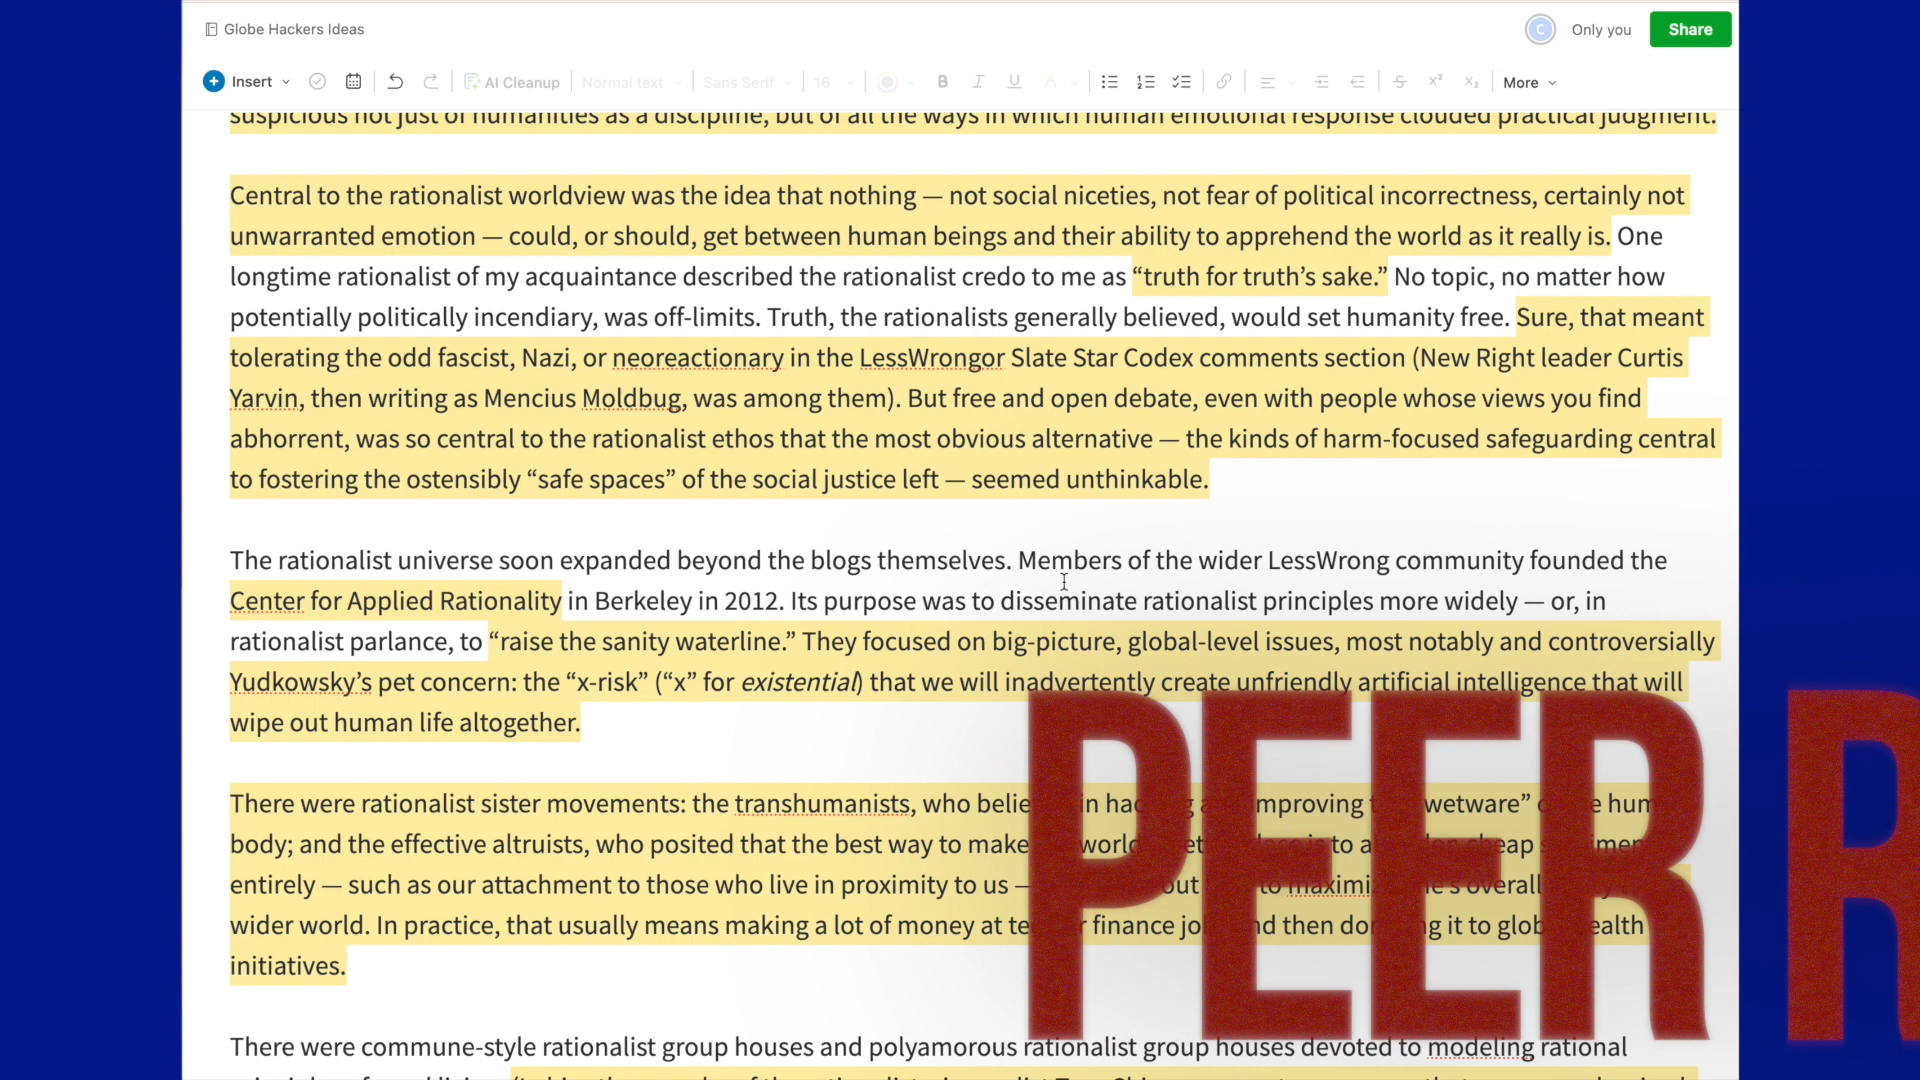 Globe Hackers Ideas
C Only you Share
Insert AI Cleanup Normal text Sans Serif 16 B I U A More
suspicious not just of humanities as a discipline, but of all the ways in which human emotional response clouded practical judgment.
Central to the rationalist worldview was the idea that nothing — not social niceties, not fear of political incorrectness, certainly not
unwarranted emotion — could, or should, get between human beings and their ability to apprehend the world as it really is. One
longtime rationalist of my acquaintance described the rationalist credo to me as “truth for truth’s sake.” No topic, no matter how
potentially politically incendiary, was off-limits. Truth, the rationalists generally believed, would set humanity free. Sure, that meant
tolerating the odd fascist, Nazi, or neoreactionary in the LessWrongor Slate Star Codex comments section (New Right leader Curtis
Yarvin, then writing as Mencius Moldbug, was among them). But free and open debate, even with people whose views you find
abhorrent, was so central to the rationalist ethos that the most obvious alternative — the kinds of harm-focused safeguarding central
to fostering the ostensibly “safe spaces” of the social justice left — seemed unthinkable.
The rationalist universe soon expanded beyond the blogs themselves. Members of the wider LessWrong community founded the
Center for Applied Rationality in Berkeley in 2012. Its purpose was to disseminate rationalist principles more widely — or, in
rationalist parlance, to “raise the sanity waterline.” They focused on big-picture, global-level issues, most notably and controversially
Yudkowsky’s pet concern: the “x-risk” (“x” for existential) that we will inadvertently create unfriendly artificial intelligence that will
wipe out human life altogether.
There were rationalist sister movements: the transhumanists, who in improving wetware”
body; and the effective altruists, who posited that the best way to make world to cheap
entirely — such as our attachment to those who live in proximity to us — to overall
wider world. In practice, that usually means making a lot of money at finance and then it to
initiatives.
There were commune-style rationalist group houses and polyamorous rationalist group houses devoted to modeling rational
PEER R